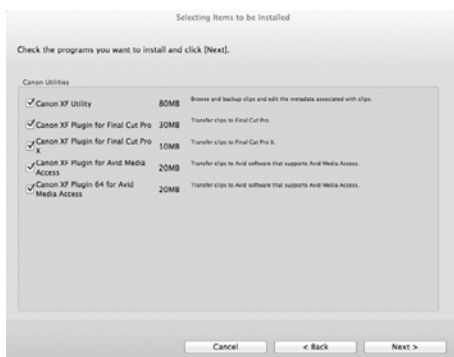 Selecting Items to be Installed
Check the programs you want to install and click [Next].
Canon Utilities
Canon XF Utility 80MB Browse and backup clips and edit the metadata associated with clips.
Canon XF Plugin for Final Cut Pro 30MB Transfer clips to Final Cut Pro.
Canon XF Plugin for Final Cut Pro
X 10MB Transfer clips to Final Cut Pro X.
Canon XF Plugin for Avid Media
Access 20MB Transfer clips to Avid software that supports Avid Media Access.
Canon XF Plugin 64 for Avid
Media Access 20MB Transfer clips to Avid software that supports Avid Media Access.
Cancel < Back Next >